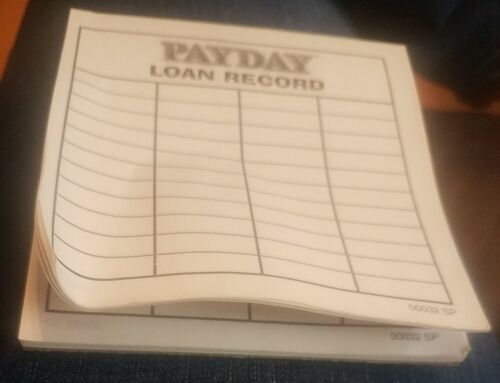 PAYDAY
LOAN RECORD
00032 SP
00032 SP